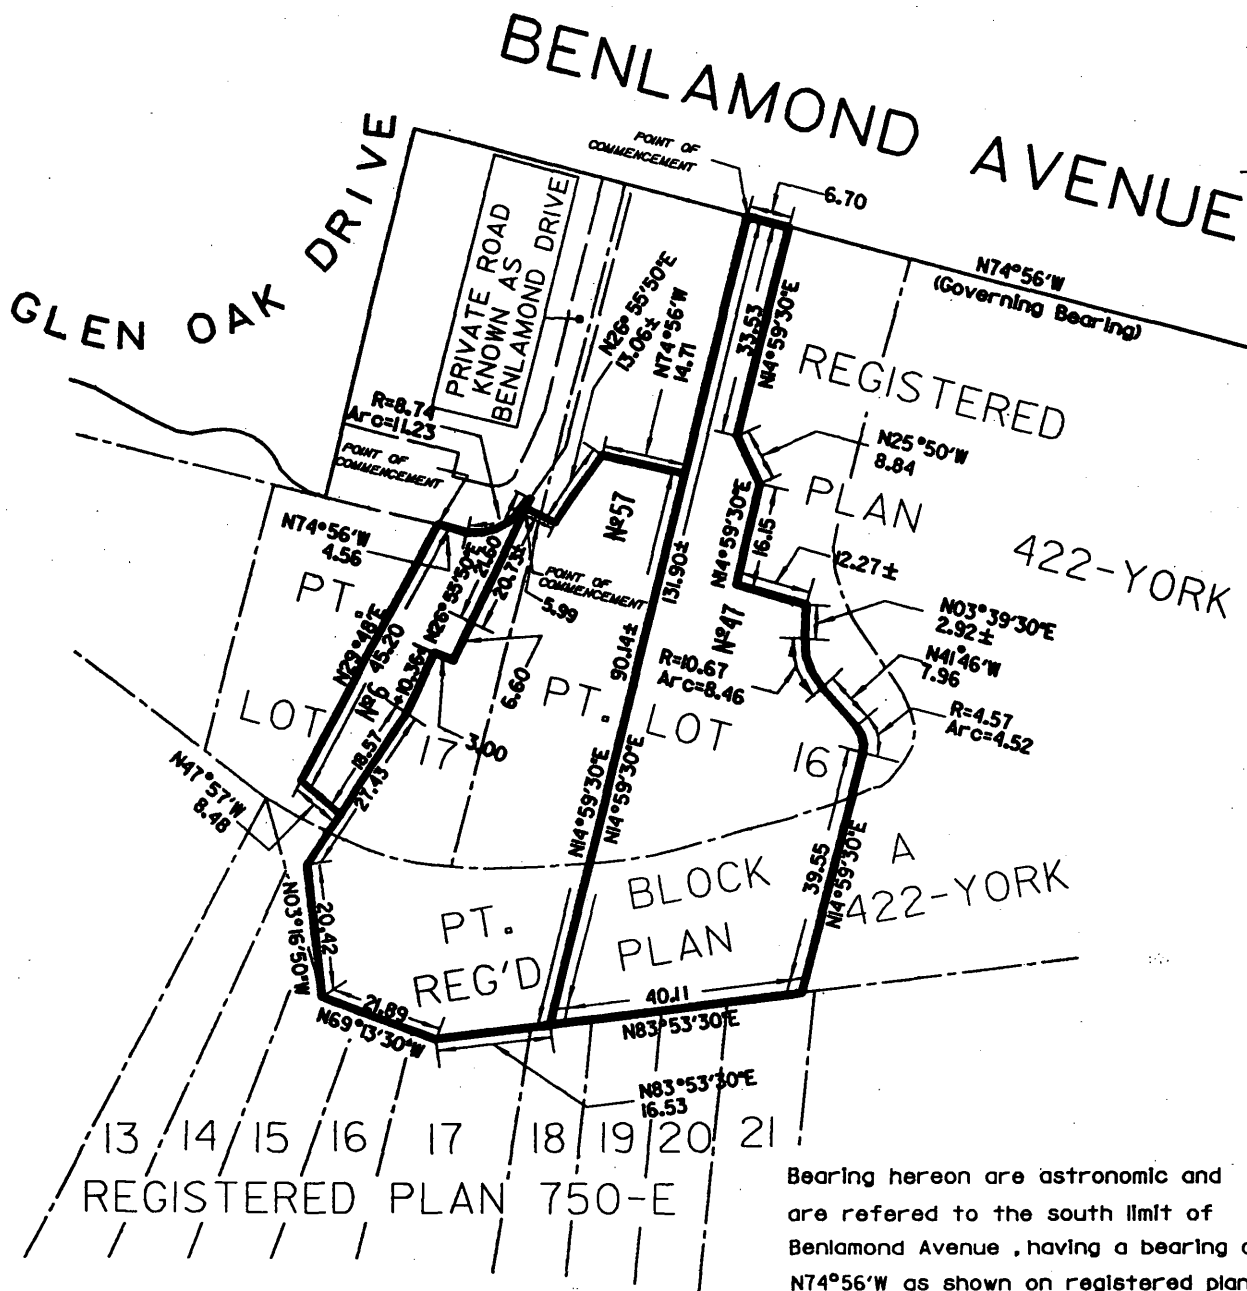 BENLAMOND AVENUE
GLEN OAK DRIVE
POINT OF
COMMENCEMENT
6.70
N74°56'W
(Governing Bearing)
PRIVATE ROAD
KNOWN AS
BENLAMOND DRIVE
N26°55'50"E
13.06±
N74°56'W
14.71
33.53
N14°59'30"E
REGISTERED
PLAN
422-YORK
R=8.74
Arc=11.23
POINT OF
COMMENCEMENT
N25°50'W
8.84
N74°56'W
4.56
№57
N14°59'30"E
16.15
12.27±
N26°55'50"E
21.60
20.73±
POINT OF
COMMENCEMENT
5.99
131.90±
90.14±
№47
N03°39'30"E
2.92±
N41°46'W
7.96
R=10.67
Arc=8.46
R=4.57
Arc=4.52
PT.
LOT
17
N29°48'E
45.20
№6
10.36
6.60
3.00
18.57
27.43
PT.
LOT
16
N47°57'W
8.48
N14°59'30"E
N14°59'30"E
39.55
N14°59'30"E
A
422-YORK
BLOCK
PLAN
PT.
REG'D
N03°16'50"W
20.42
21.89
N69°13'30"W
40.11
N83°53'30"E
N83°53'30"E
16.53
13 14 15 16 17 18 19 20 21
REGISTERED PLAN 750-E
Bearing hereon are astronomic and
are refered to the south limit of
Benlamond Avenue , having a bearing
N74°56'W as shown on registered plan